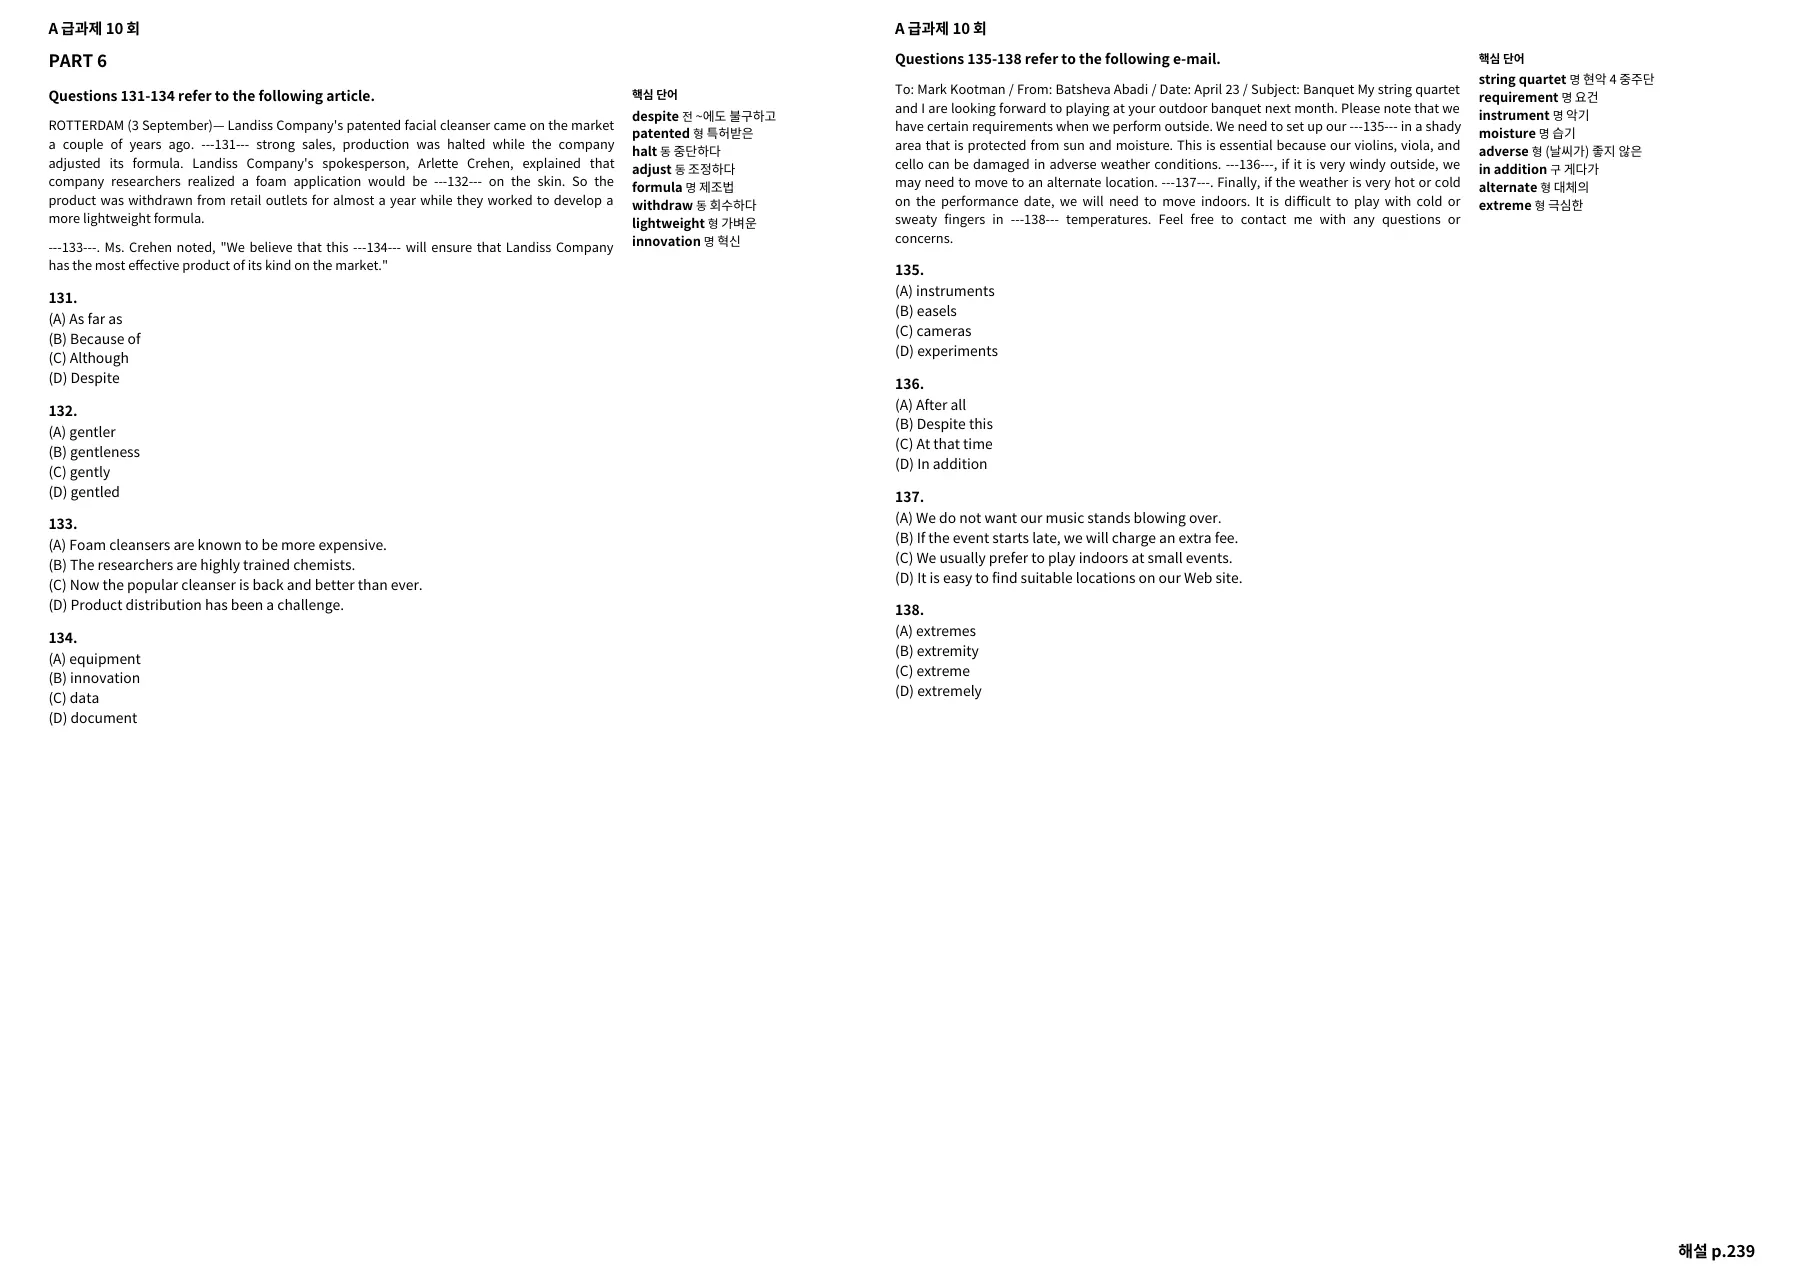 A 급과제 10 회
PART 6
Questions 131-134 refer to the following article.
ROTTERDAM (3 September)— Landiss Company's patented facial cleanser came on the market
a couple of years ago. ---131--- strong sales, production was halted while the company
adjusted its formula. Landiss Company's spokesperson, Arlette Crehen, explained that
company researchers realized a foam application would be ---132--- on the skin. So the
product was withdrawn from retail outlets for almost a year while they worked to develop a
more lightweight formula.
---133---. Ms. Crehen noted, "We believe that this ---134--- will ensure that Landiss Company
has the most effective product of its kind on the market."
핵심 단어
despite 전 ~에도 불구하고
patented 형 특허받은
halt 동 중단하다
adjust 동 조정하다
formula 명 제조법
withdraw 동 회수하다
lightweight 형 가벼운
innovation 명 혁신
131.
(A) As far as
(B) Because of
(C) Although
(D) Despite
132.
(A) gentler
(B) gentleness
(C) gently
(D) gentled
133.
(A) Foam cleansers are known to be more expensive.
(B) The researchers are highly trained chemists.
(C) Now the popular cleanser is back and better than ever.
(D) Product distribution has been a challenge.
134.
(A) equipment
(B) innovation
(C) data
(D) document
A 급과제 10 회
Questions 135-138 refer to the following e-mail.
To: Mark Kootman / From: Batsheva Abadi / Date: April 23 / Subject: Banquet My string quartet
and I are looking forward to playing at your outdoor banquet next month. Please note that we
have certain requirements when we perform outside. We need to set up our ---135--- in a shady
area that is protected from sun and moisture. This is essential because our violins, viola, and
cello can be damaged in adverse weather conditions. ---136---, if it is very windy outside, we
may need to move to an alternate location. ---137---. Finally, if the weather is very hot or cold
on the performance date, we will need to move indoors. It is difficult to play with cold or
sweaty fingers in ---138--- temperatures. Feel free to contact me with any questions or
concerns.
핵심 단어
string quartet 명 현악 4 중주단
requirement 명 요건
instrument 명 악기
moisture 명 습기
adverse 형 (날씨가) 좋지 않은
in addition 구 게다가
alternate 형 대체의
extreme 형 극심한
135.
(A) instruments
(B) easels
(C) cameras
(D) experiments
136.
(A) After all
(B) Despite this
(C) At that time
(D) In addition
137.
(A) We do not want our music stands blowing over.
(B) If the event starts late, we will charge an extra fee.
(C) We usually prefer to play indoors at small events.
(D) It is easy to find suitable locations on our Web site.
138.
(A) extremes
(B) extremity
(C) extreme
(D) extremely
해설 p.239